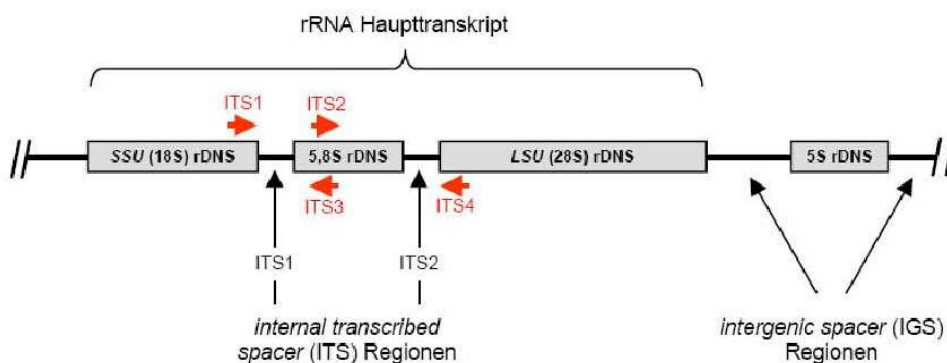 rRNA Haupttranskript
ITS1 ITS2
SSU (18S) rDNS 5,8S rDNS LSU (28S) rDNS 5S rDNS
ITS3 ITS4
ITS1 ITS2
internal transcribed
spacer (ITS) Regionen
intergenic spacer (IGS)
Regionen